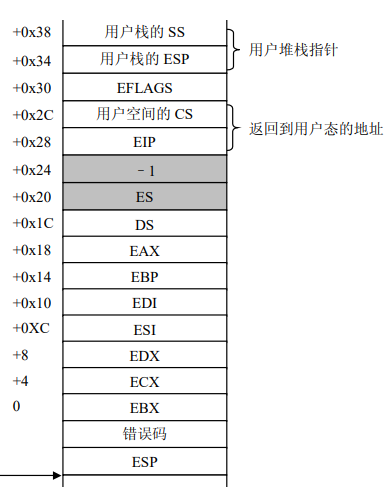 +0x38 用户栈的 SS
+0x34 用户栈的 ESP
用户堆栈指针
+0x30 EFLAGS
+0x2C 用户空间的 CS
+0x28 EIP
返回到用户态的地址
+0x24 －1
+0x20 ES
+0x1C DS
+0x18 EAX
+0x14 EBP
+0x10 EDI
+0XC ESI
+8 EDX
+4 ECX
0 EBX
错误码
ESP